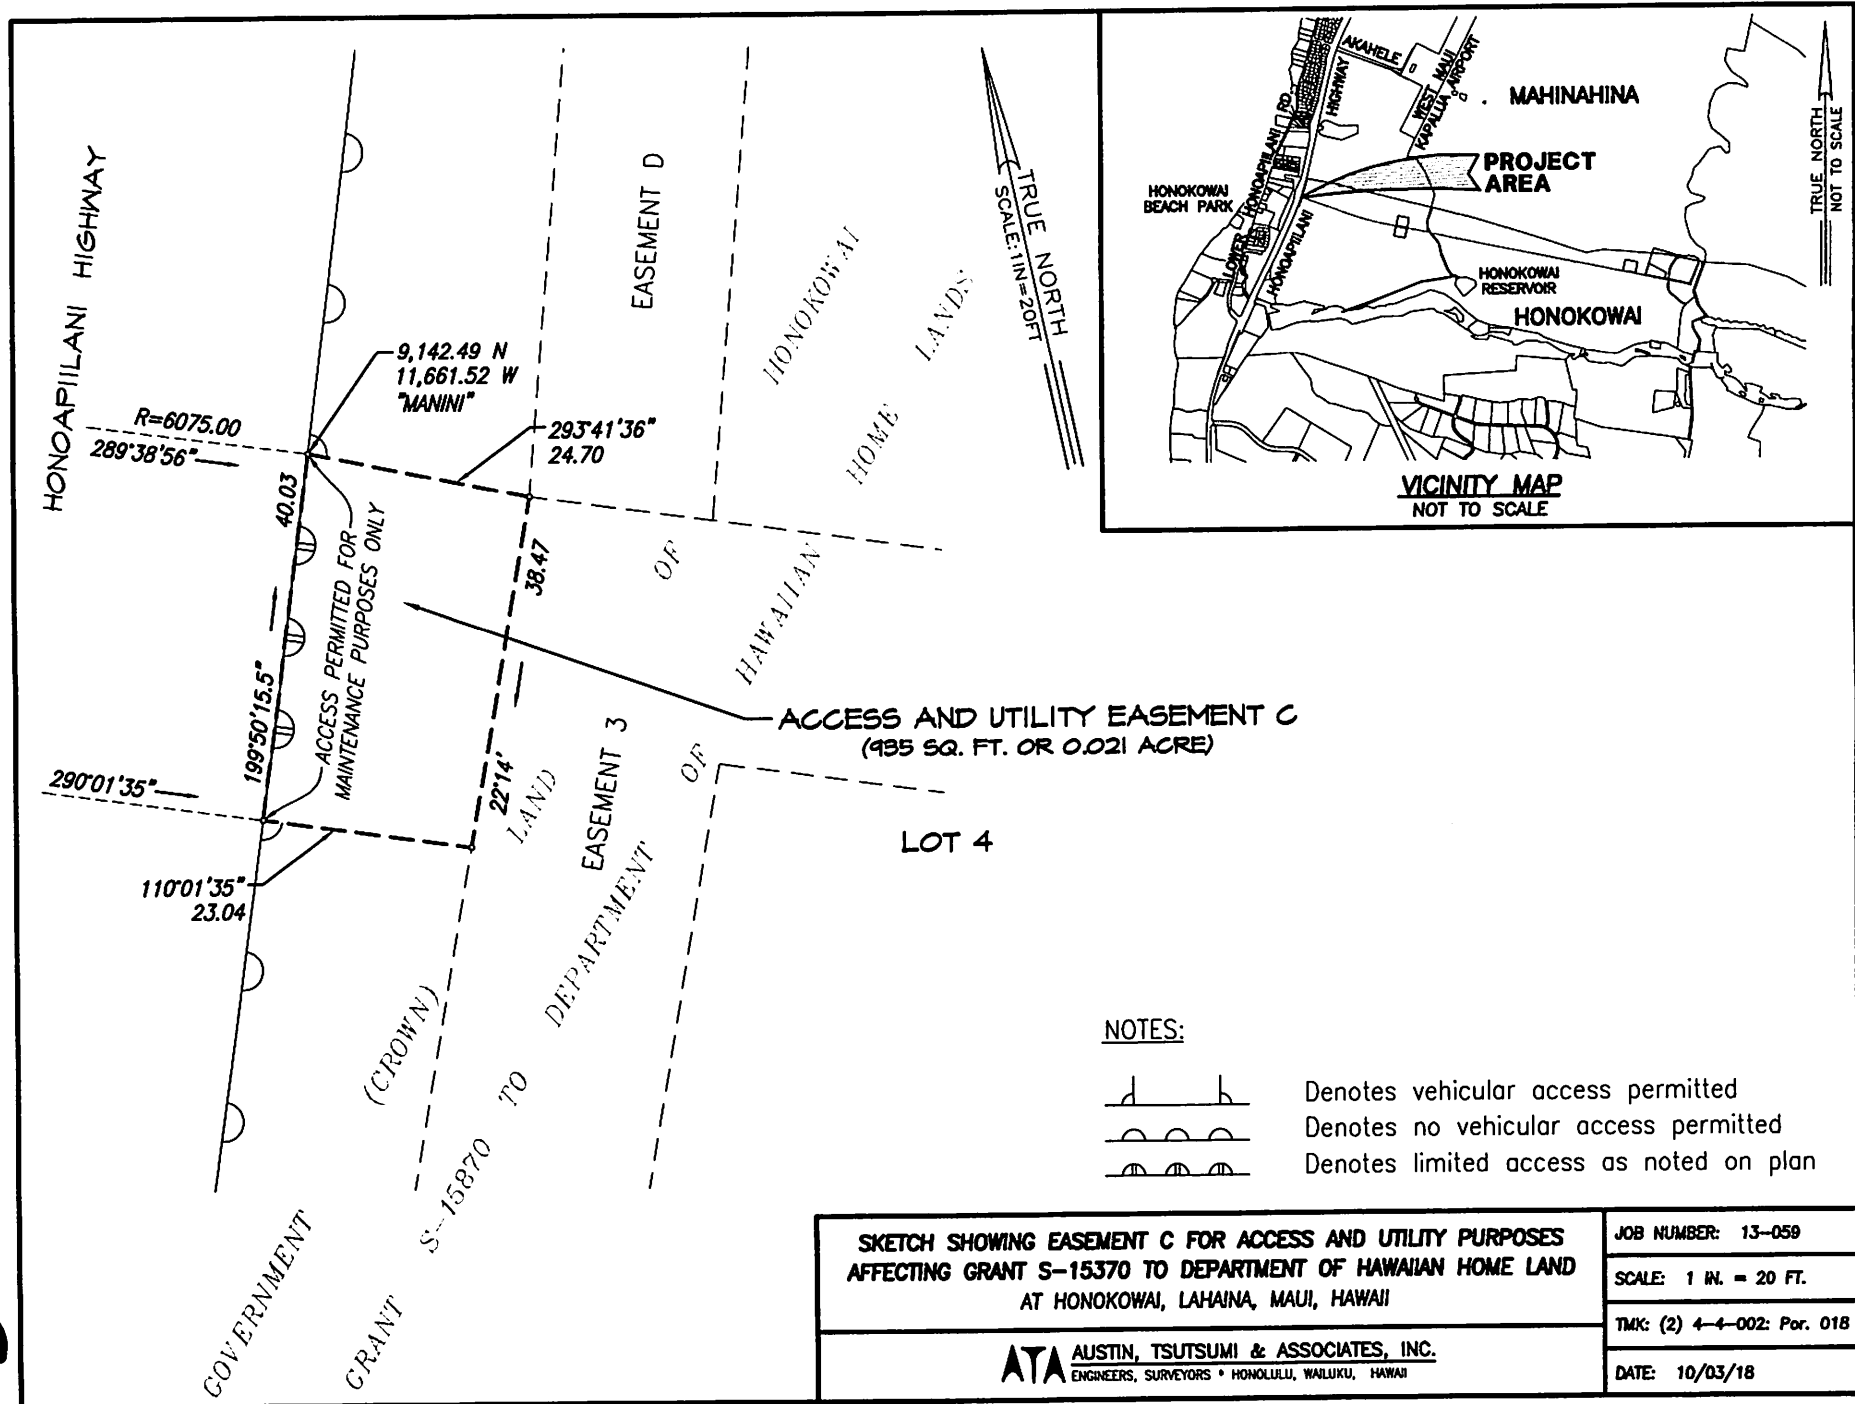 HONOAPIILANI HIGHWAY
R=6075.00
289°38'56"
9,142.49 N
11,661.52 W
"MANINI"
293°41'36"
24.70
EASEMENT D
HONOKOWAI
TRUE NORTH
SCALE:1IN=20FT
40.03
199°50'15.5"
ACCESS PERMITTED FOR
MAINTENANCE PURPOSES ONLY
38.47
22°14'
290°01'35"
110°01'35"
23.04
ACCESS AND UTILITY EASEMENT C
(935 SQ. FT. OR 0.021 ACRE)
EASEMENT 3
LOT 4
GOVERNMENT (CROWN) LAND OF HONOKOWAI
GRANT S-15870 TO DEPARTMENT OF HAWAIIAN HOME LANDS
AKAHELE
HIGHWAY
WEST MAUI
KAPALUA AIRPORT
MAHINAHINA
PROJECT
AREA
HONOKOWAI
BEACH PARK
LOWER HONOAPIILANI RD.
HONOAPIILANI
HONOKOWAI
RESERVOIR
HONOKOWAI
TRUE NORTH
NOT TO SCALE
VICINITY MAP
NOT TO SCALE
NOTES:
Denotes vehicular access permitted
Denotes no vehicular access permitted
Denotes limited access as noted on plan
SKETCH SHOWING EASEMENT C FOR ACCESS AND UTILITY PURPOSES
AFFECTING GRANT S-15370 TO DEPARTMENT OF HAWAIIAN HOME LAND
AT HONOKOWAI, LAHAINA, MAUI, HAWAII
ATA AUSTIN, TSUTSUMI & ASSOCIATES, INC.
ENGINEERS, SURVEYORS • HONOLULU, WAILUKU, HAWAII
JOB NUMBER: 13-059
SCALE: 1 IN. = 20 FT.
TMK: (2) 4-4-002: Por. 018
DATE: 10/03/18